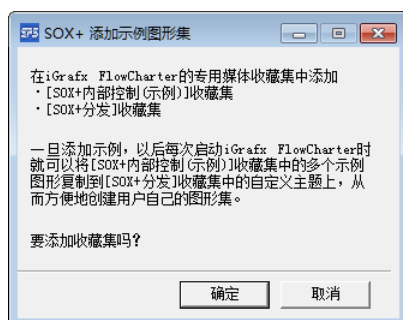 SPS SOX+ 添加示例图形集
在iGrafx FlowCharter的专用媒体收藏集中添加
・[SOX+内部控制(示例)]收藏集
・[SOX+分发]收藏集
一旦添加示例，以后每次启动iGrafx FlowCharter时
就可以将[SOX+内部控制(示例)]收藏集中的多个示例
图形复制到[SOX+分发]收藏集中的自定义主题上，从
而方便地创建用户自己的图形集。
要添加收藏集吗?
确定 取消